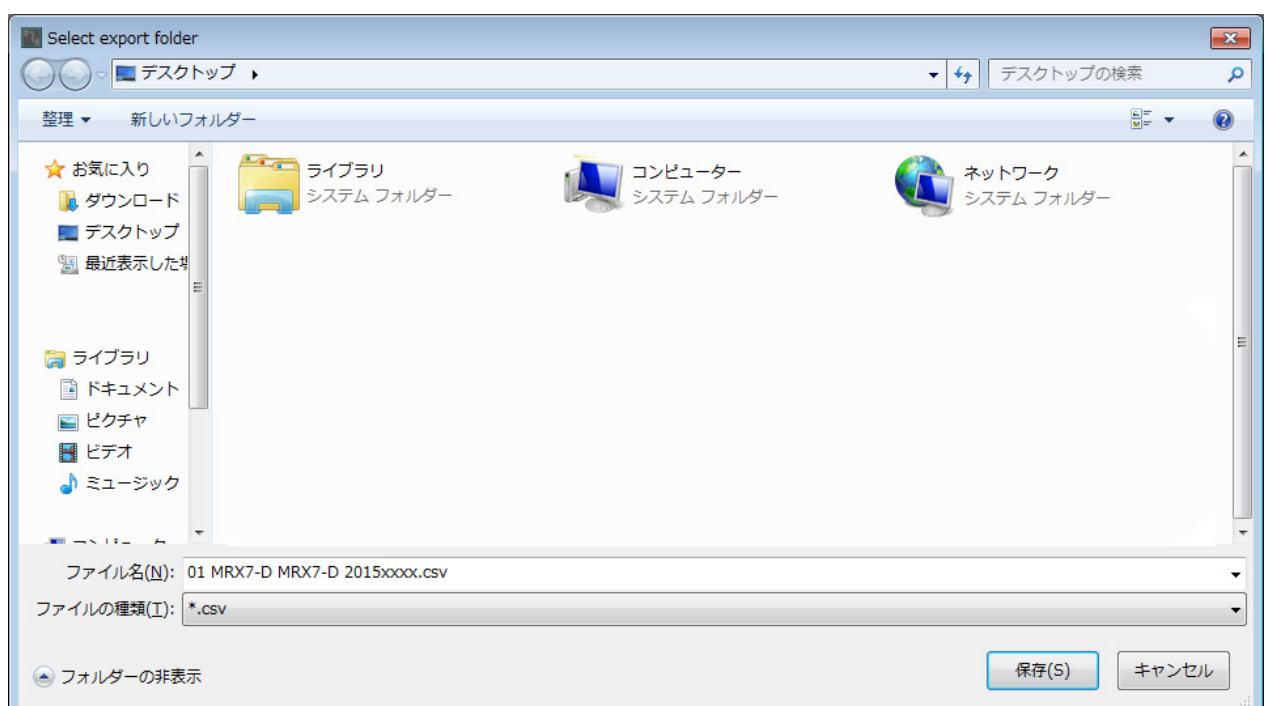 Select export folder
デスクトップ
デスクトップの検索
整理 新しいフォルダー
お気に入り
ダウンロード
デスクトップ
最近表示した
ライブラリ
ドキュメント
ピクチャ
ビデオ
ミュージック
ライブラリ
システム フォルダー
コンピューター
システム フォルダー
ネットワーク
システム フォルダー
ファイル名(N): 01 MRX7-D MRX7-D 2015xxxx.csv
ファイルの種類(T): *.csv
フォルダーの非表示
保存(S)
キャンセル